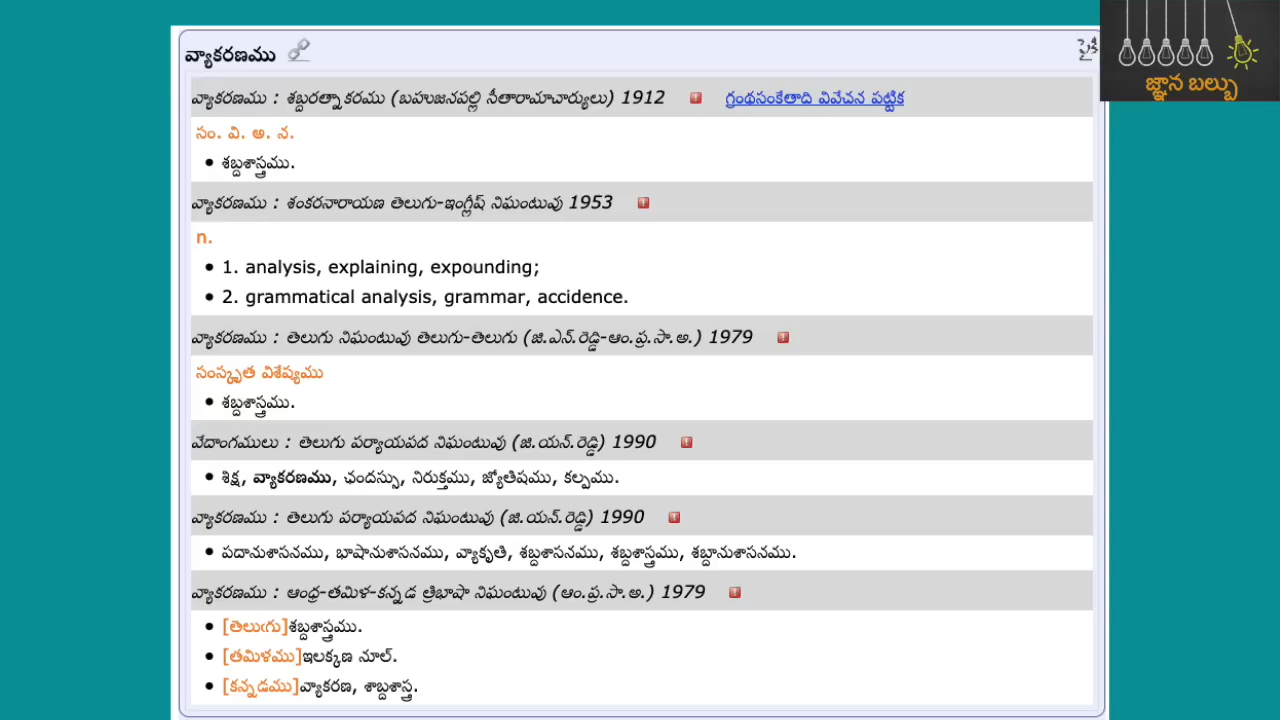 వ్యాకరణము
పైకి
జ్ఞాన బల్బు
వ్యాకరణము : శబ్దరత్నాకరము (బహుజనపల్లి సీతారామాచార్యులు) 1912 గ్రంథసంకేతాది వివేచన పట్టిక
సం. వి. అ. న.
• శబ్దశాస్త్రము.
వ్యాకరణము : శంకరనారాయణ తెలుగు-ఇంగ్లీష్ నిఘంటువు 1953
n.
• 1. analysis, explaining, expounding;
• 2. grammatical analysis, grammar, accidence.
వ్యాకరణము : తెలుగు నిఘంటువు తెలుగు-తెలుగు (జి.ఎన్.రెడ్డి-ఆం.ప్ర.సా.అ.) 1979
సంస్కృత విశేష్యము
• శబ్దశాస్త్రము.
వేదాంగములు : తెలుగు పర్యాయపద నిఘంటువు (జి.యన్.రెడ్డి) 1990
• శిక్ష, వ్యాకరణము, ఛందస్సు, నిరుక్తము, జ్యోతిషము, కల్పము.
వ్యాకరణము : తెలుగు పర్యాయపద నిఘంటువు (జి.యన్.రెడ్డి) 1990
• పదానుశాసనము, భాషానుశాసనము, వ్యాకృతి, శబ్దశాసనము, శబ్దశాస్త్రము, శబ్దానుశాసనము.
వ్యాకరణము : ఆంధ్ర-తమిళ-కన్నడ త్రిభాషా నిఘంటువు (ఆం.ప్ర.సా.అ.) 1979
• [తెలుఁగు]శబ్దశాస్త్రము.
• [తమిళము]ఇలక్కణ నూల్.
• [కన్నడము]వ్యాకరణ, శాబ్దశాస్త్ర.